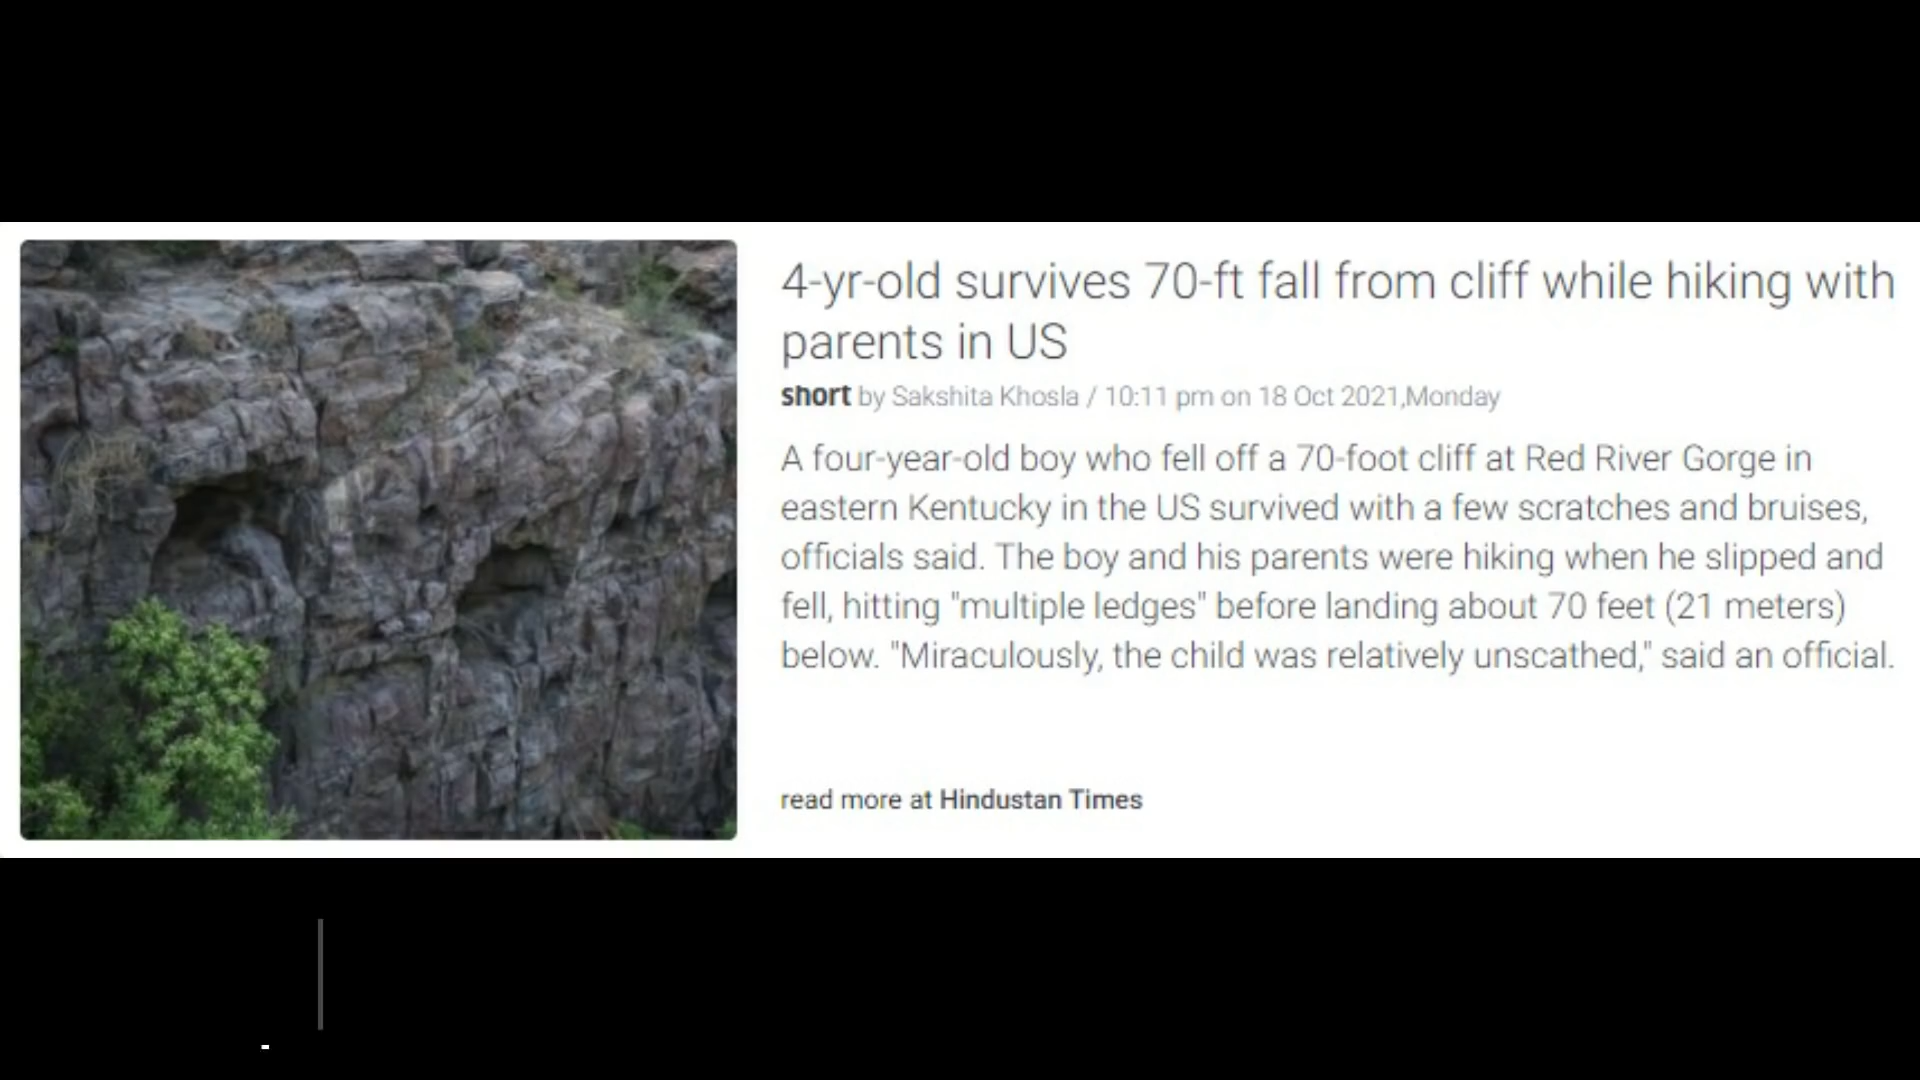 4-yr-old survives 70-ft fall from cliff while hiking with
parents in US
short by Sakshita Khosla / 10:11 pm on 18 Oct 2021,Monday
A four-year-old boy who fell off a 70-foot cliff at Red River Gorge in
eastern Kentucky in the US survived with a few scratches and bruises,
officials said. The boy and his parents were hiking when he slipped and
fell, hitting "multiple ledges" before landing about 70 feet (21 meters)
below. "Miraculously, the child was relatively unscathed," said an official.
read more at Hindustan Times